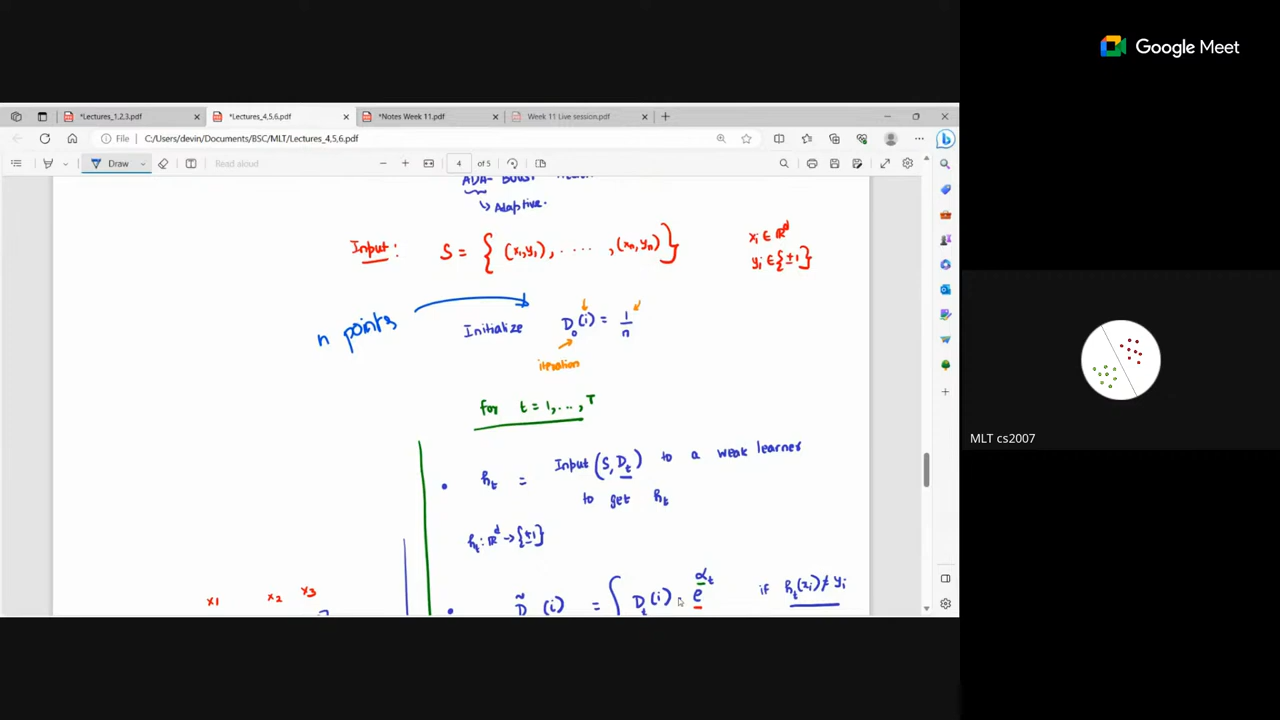 Google Meet
*Lectures_1,2,3.pdf
*Lectures_4,5,6.pdf
*Notes Week 11.pdf
Week 11 Live session.pdf
File
C:/Users/devin/Documents/BSC/MLT/Lectures_4,5,6.pdf
Draw
Read aloud
4 of 5
ADA-BOOST
↳ Adaptive.
Input: S = { (x₁,y₁), ....., (xₙ,yₙ) } xᵢ ∈ ℝᵈ
yᵢ ∈ {±1}
n points
Initialize D₀(i) = 1/n
iteration
for t = 1,...,T
• hₜ = Input (S, Dₜ) to a weak learner
to get hₜ
hₜ: ℝᵈ → {±1}
• D̃ (i) = { Dₜ(i) · e^αₜ if hₜ(xᵢ) ≠ yᵢ
x1 x2 x3
MLT cs2007